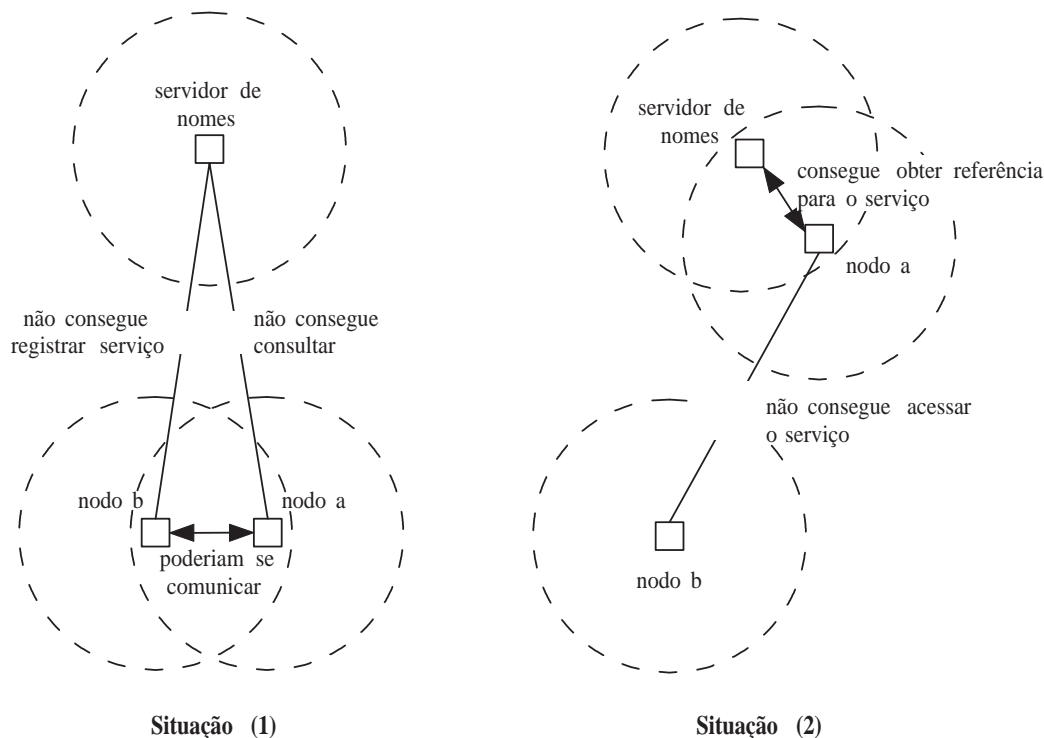 servidor de
nomes
não consegue
registrar serviço
não consegue
consultar
nodo b
nodo a
poderiam se
comunicar
Situação (1)
servidor de
nomes
consegue obter referência
para o serviço
nodo a
não consegue acessar
o serviço
nodo b
Situação (2)